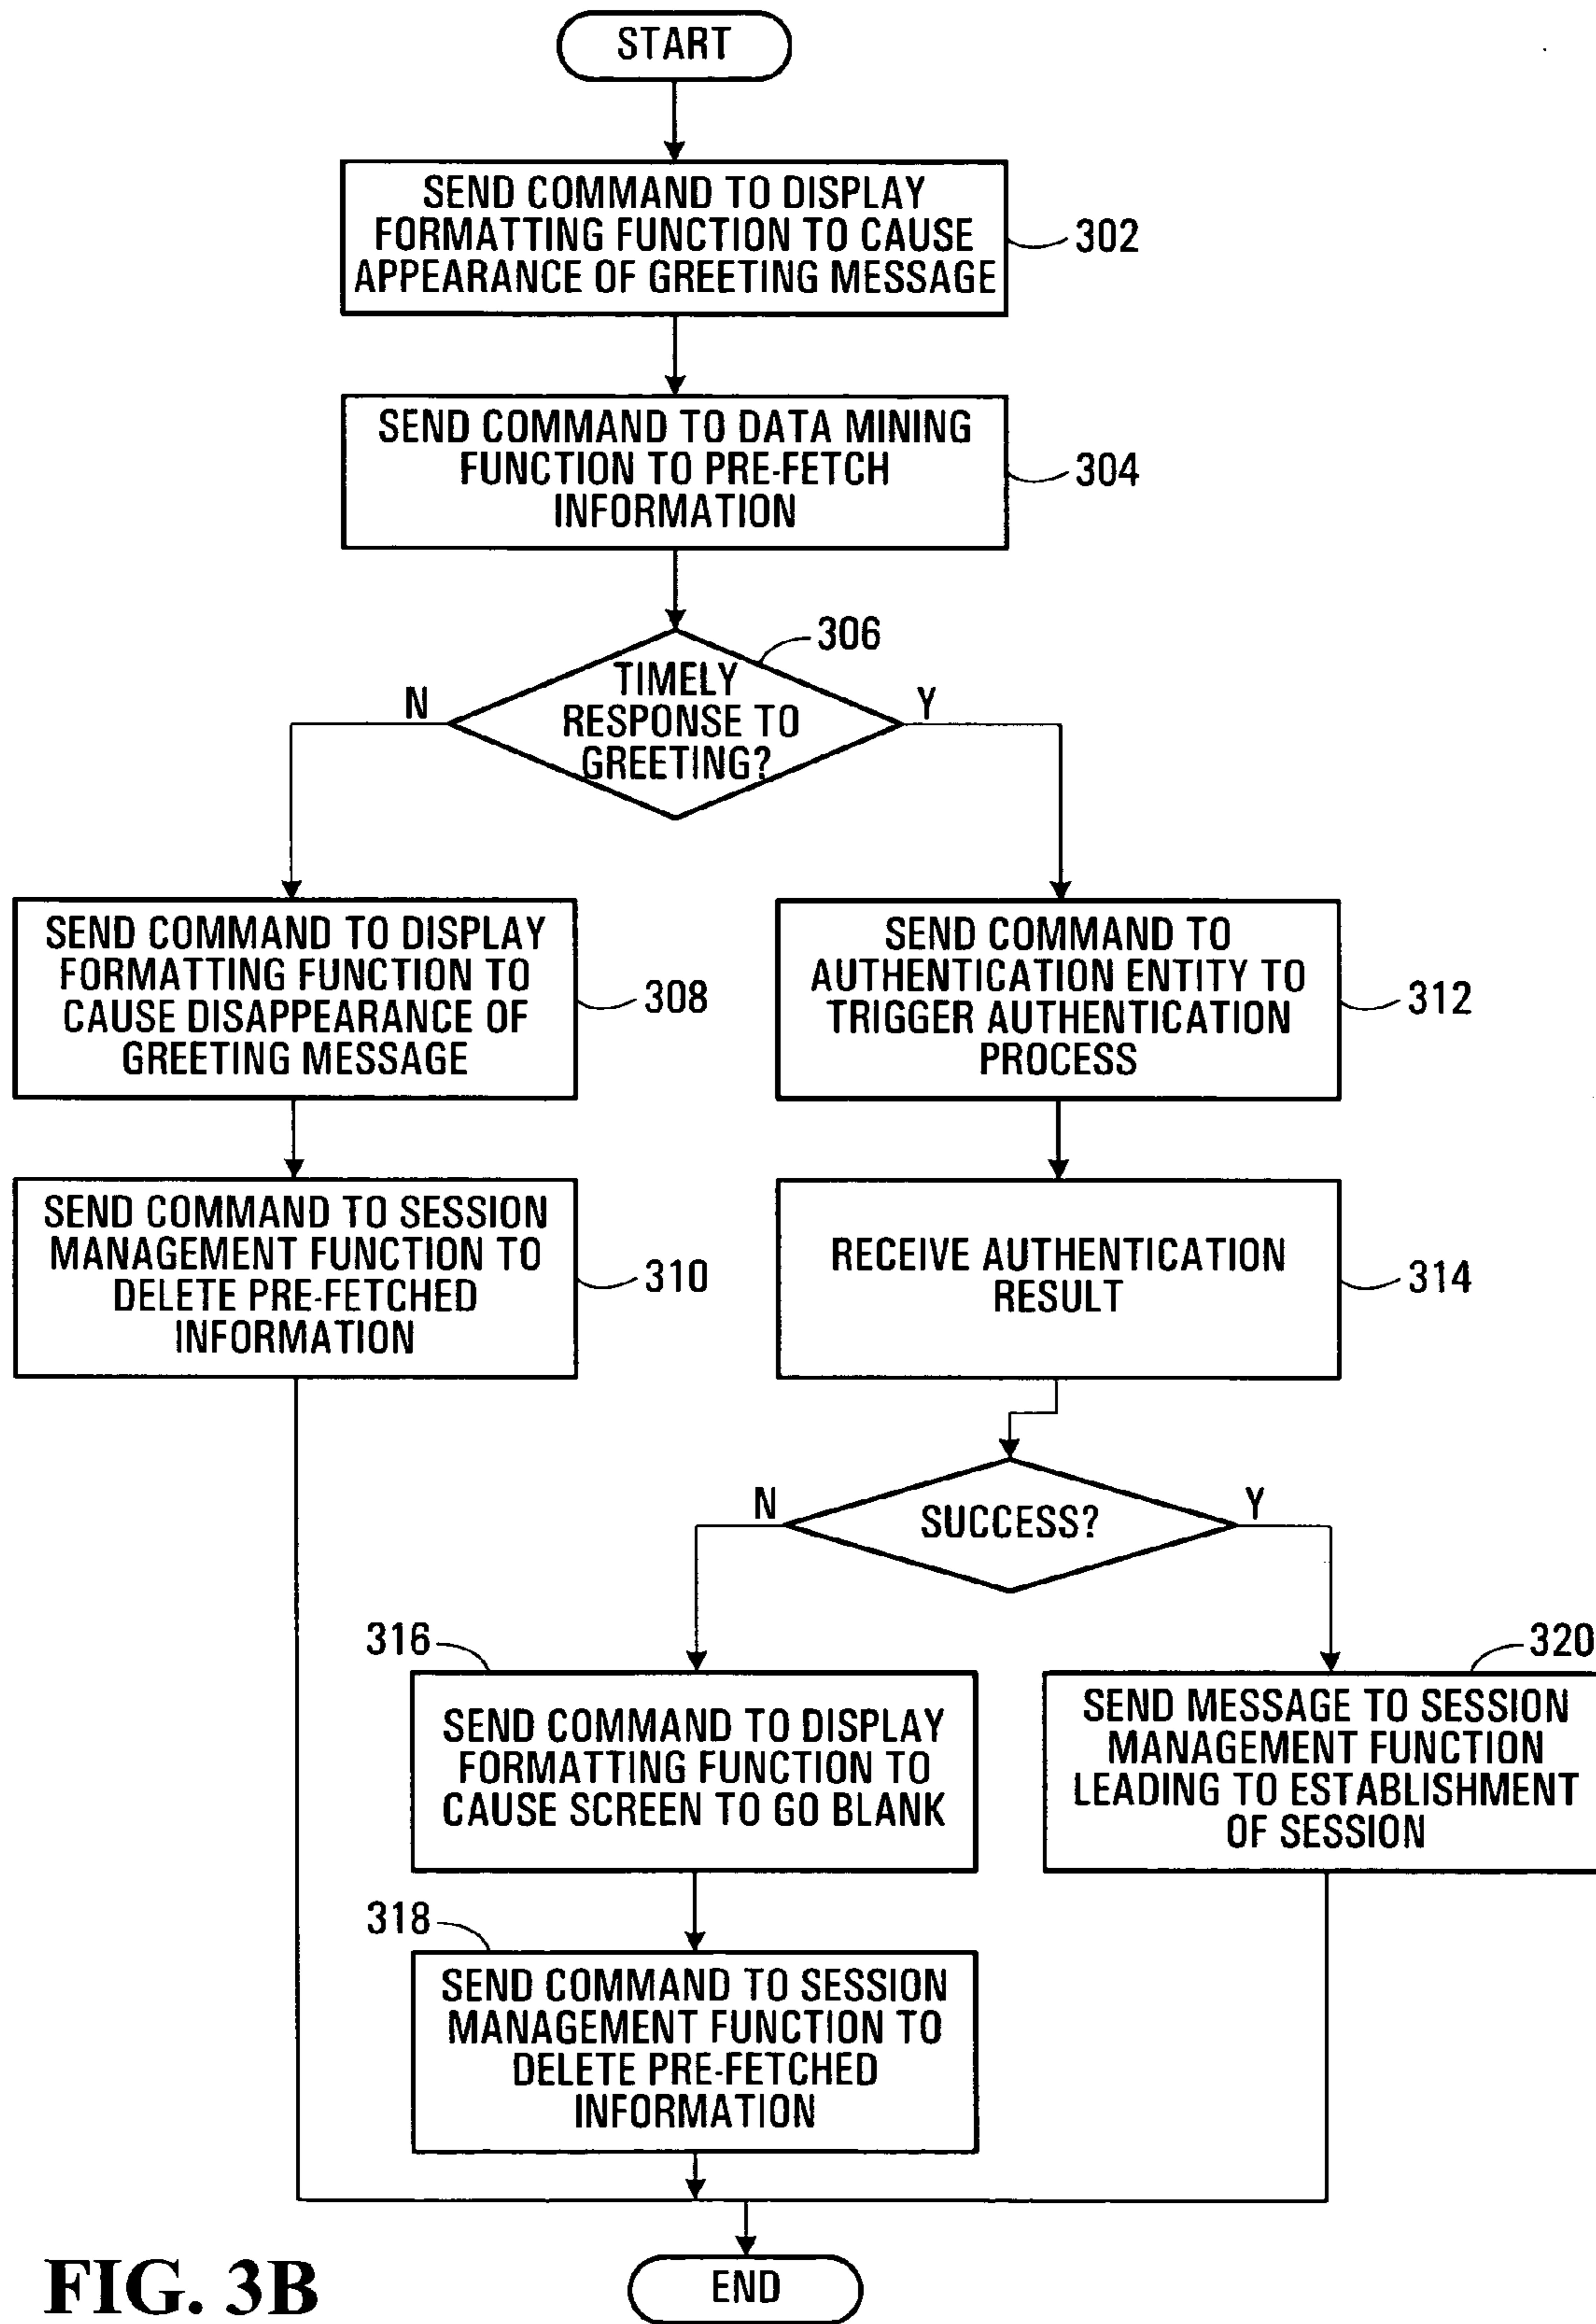 START
SEND COMMAND TO DISPLAY
FORMATTING FUNCTION TO CAUSE
APPEARANCE OF GREETING MESSAGE
302
SEND COMMAND TO DATA MINING
FUNCTION TO PRE-FETCH
INFORMATION
304
306
TIMELY
RESPONSE TO
GREETING?
N
Y
SEND COMMAND TO DISPLAY
FORMATTING FUNCTION TO
CAUSE DISAPPEARANCE OF
GREETING MESSAGE
308
SEND COMMAND TO
AUTHENTICATION ENTITY TO
TRIGGER AUTHENTICATION
PROCESS
312
SEND COMMAND TO SESSION
MANAGEMENT FUNCTION TO
DELETE PRE-FETCHED
INFORMATION
310
RECEIVE AUTHENTICATION
RESULT
314
SUCCESS?
N
Y
316
SEND COMMAND TO DISPLAY
FORMATTING FUNCTION TO
CAUSE SCREEN TO GO BLANK
320
SEND MESSAGE TO SESSION
MANAGEMENT FUNCTION
LEADING TO ESTABLISHMENT
OF SESSION
318
SEND COMMAND TO SESSION
MANAGEMENT FUNCTION TO
DELETE PRE-FETCHED
INFORMATION
END
FIG. 3B